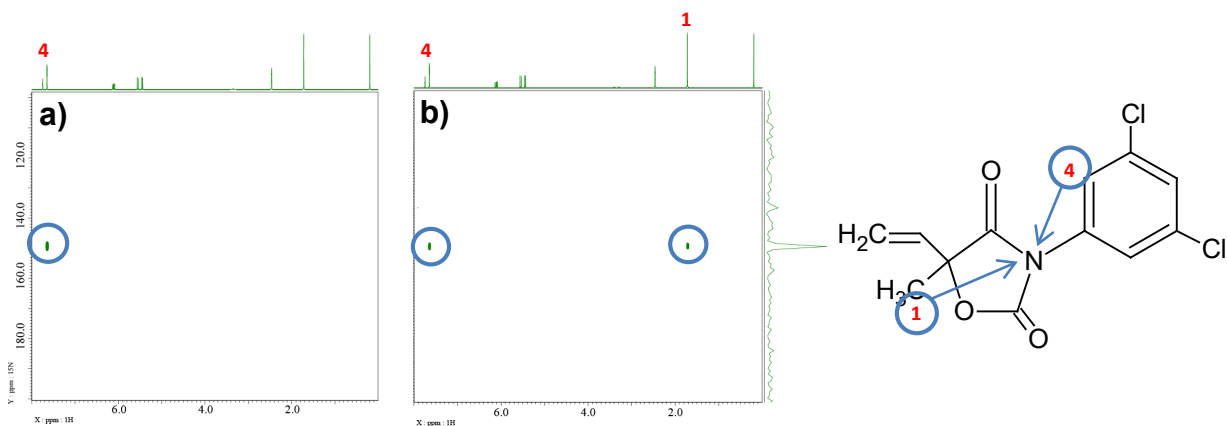 4
a)
120.0
140.0
160.0
180.0
Y : ppm : 15N
6.0 4.0 2.0
X : ppm : 1H
4 1
b)
6.0 4.0 2.0
X : ppm : 1H
Cl
4
O
H₂C
N
Cl
H₃C
1
O
O